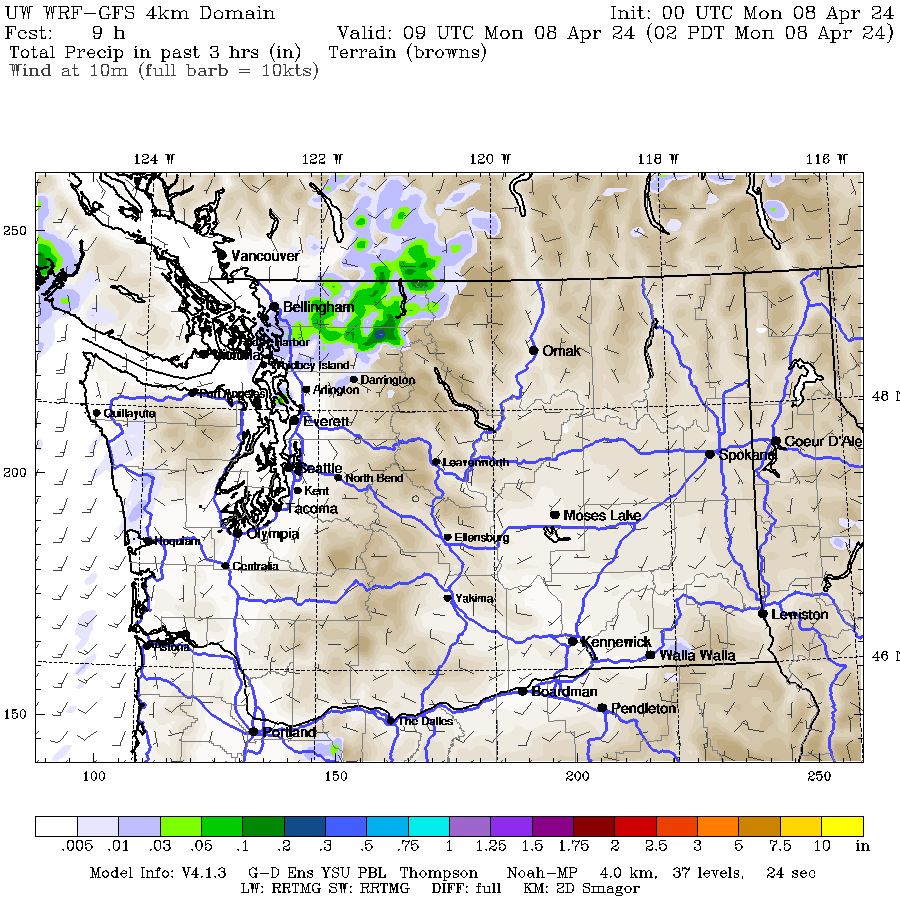 UW WRF-GFS 4km Domain Init: 00 UTC Mon 08 Apr 24
Fcst: 9 h Valid: 09 UTC Mon 08 Apr 24 (02 PDT Mon 08 Apr 24)
Total Precip in past 3 hrs (in) Terrain (browns)
Wind at 10m (full barb = 10kts)
124 W 122 W 120 W 118 W 116 W
250
Vancouver
Bellingham
Harbor
Victoria
Omak
Whidbey Island
Darrington
Arlington
Port Angeles
48 N
Quillayute
Everett
Coeur D'Ale
Spokane
Leavenworth
200
Seattle
North Bend
Kent
Tacoma
Moses Lake
Olympia
Ellensburg
Hoquiam
Centralia
Yakima
Lewiston
Kennewick
Astoria
Walla Walla
46 N
Boardman
Pendleton
150
The Dalles
Portland
100 150 200 250
.005 .01 .03 .05 .1 .2 .3 .5 .75 1 1.25 1.5 1.75 2 2.5 3 5 7.5 10 in
Model Info: V4.1.3 G-D Ens YSU PBL Thompson Noah-MP 4.0 km, 37 levels, 24 sec
LW: RRTMG SW: RRTMG DIFF: full KM: 2D Smagor